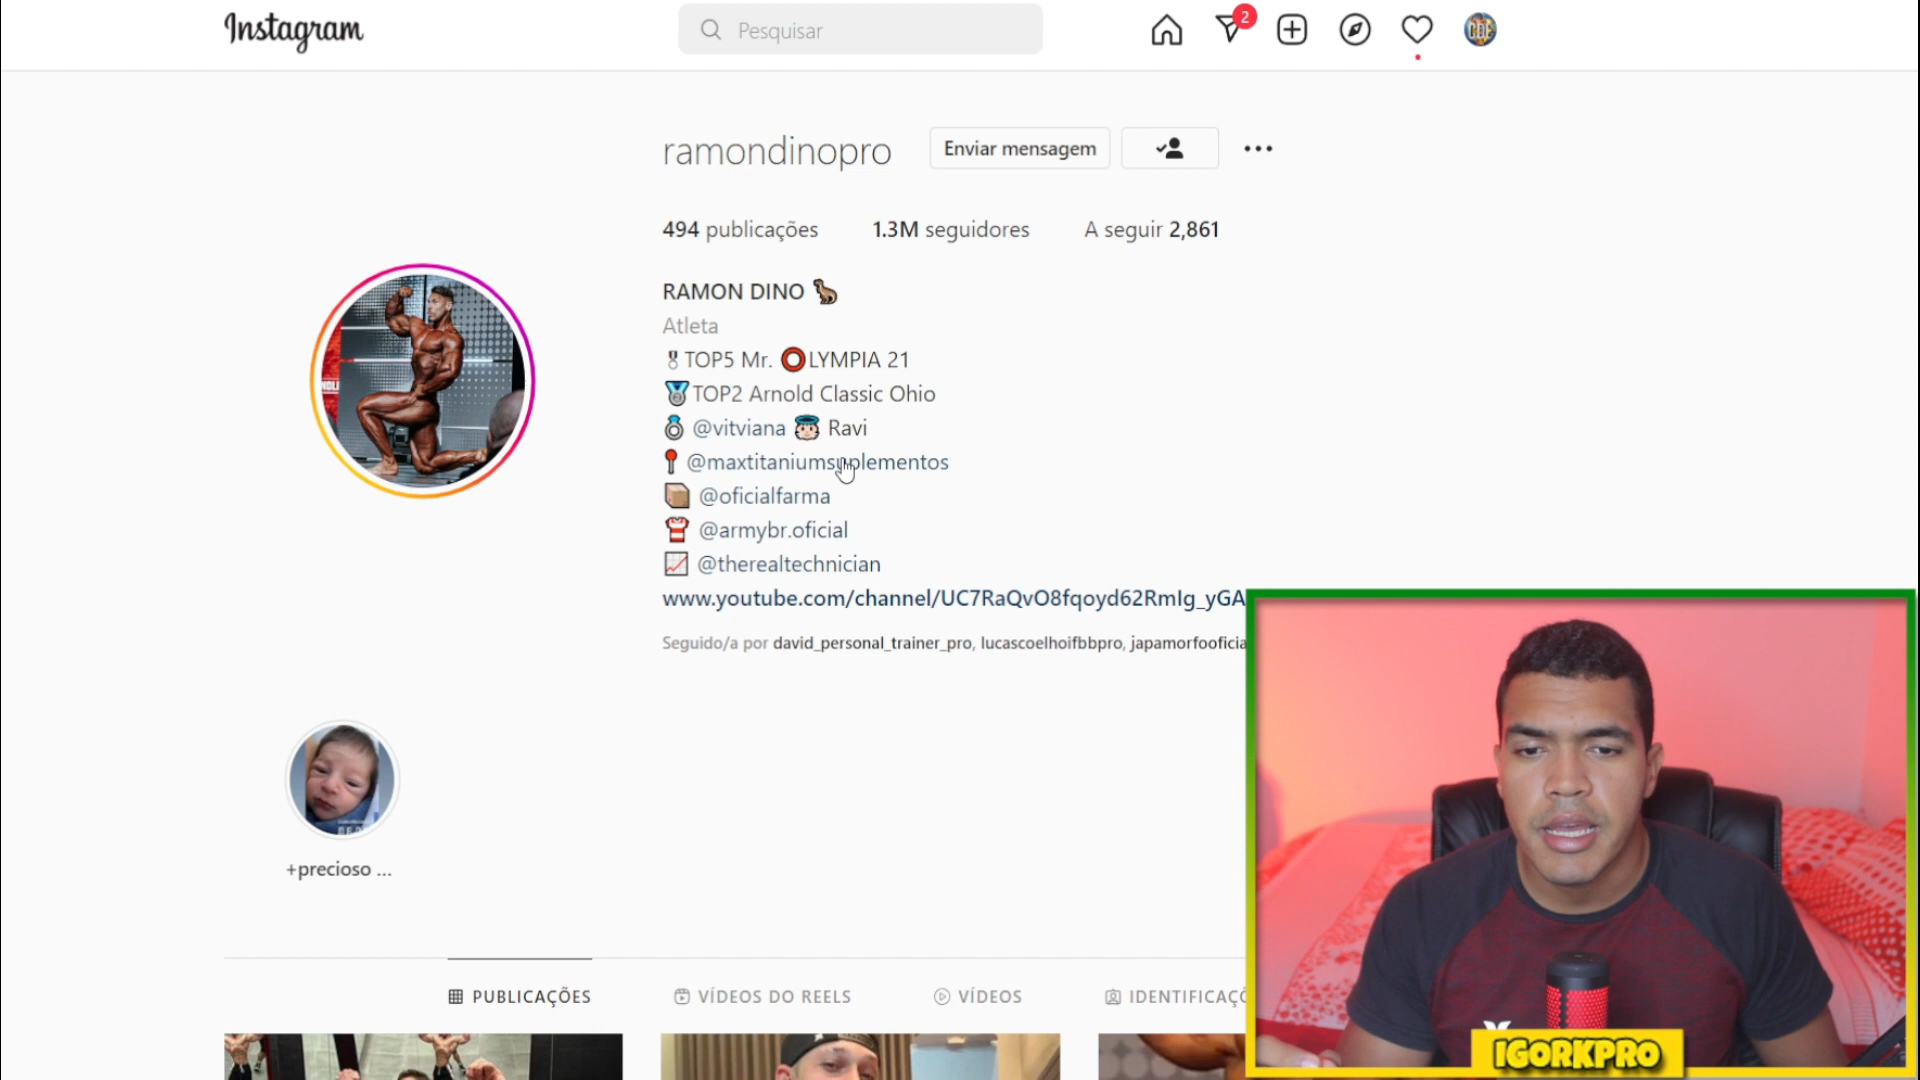 Instagram
Pesquisar
2
ramondinopro
Enviar mensagem
494 publicações
1.3M seguidores
A seguir 2,861
RAMON DINO 🦕
Atleta
🎖TOP5 Mr. ⭕LYMPIA 21
🥈TOP2 Arnold Classic Ohio
💍 @vitviana 👼 Ravi
📍 @maxtitaniumsuplementos
📦 @oficialfarma
👕 @armybr.oficial
📈 @therealtechnician
www.youtube.com/channel/UC7RaQvO8fqoyd62RmIg_yGA
Seguido/a por david_personal_trainer_pro, lucascoelhoifbbpro, japamorfooficia
+precioso ...
PUBLICAÇÕES
VÍDEOS DO REELS
VÍDEOS
IDENTIFICAÇ
IGORKPRO